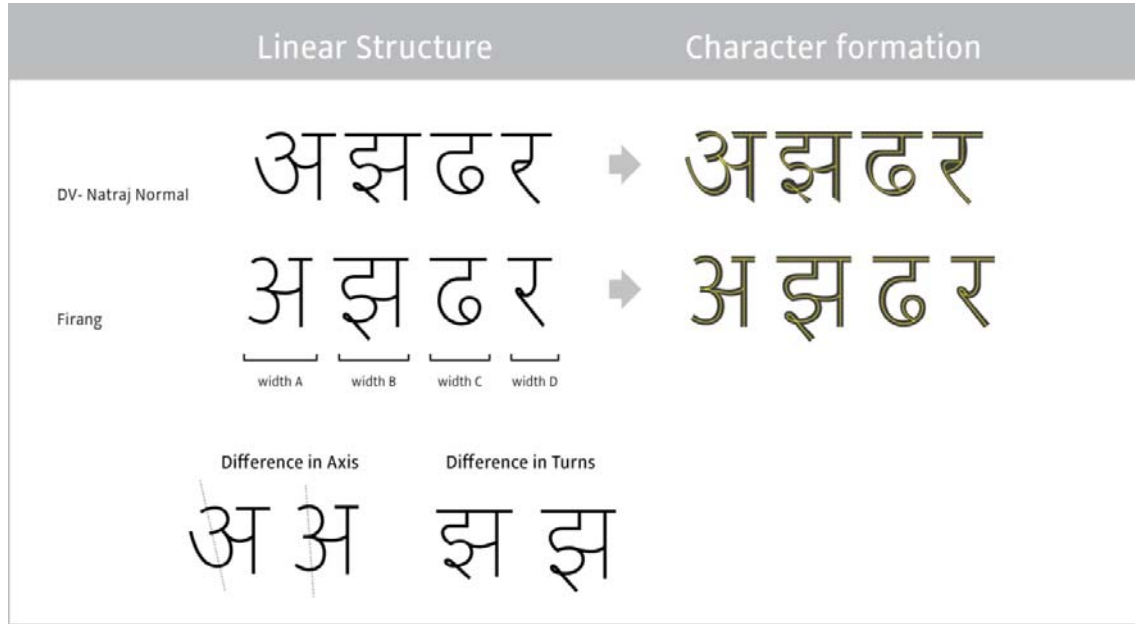 Linear Structure Character formation
DV- Natraj Normal अ झ ढ र अ झ ढ र
Firang अ झ ढ र अ झ ढ र
width A width B width C width D
Difference in Axis Difference in Turns
अ अ झ झ